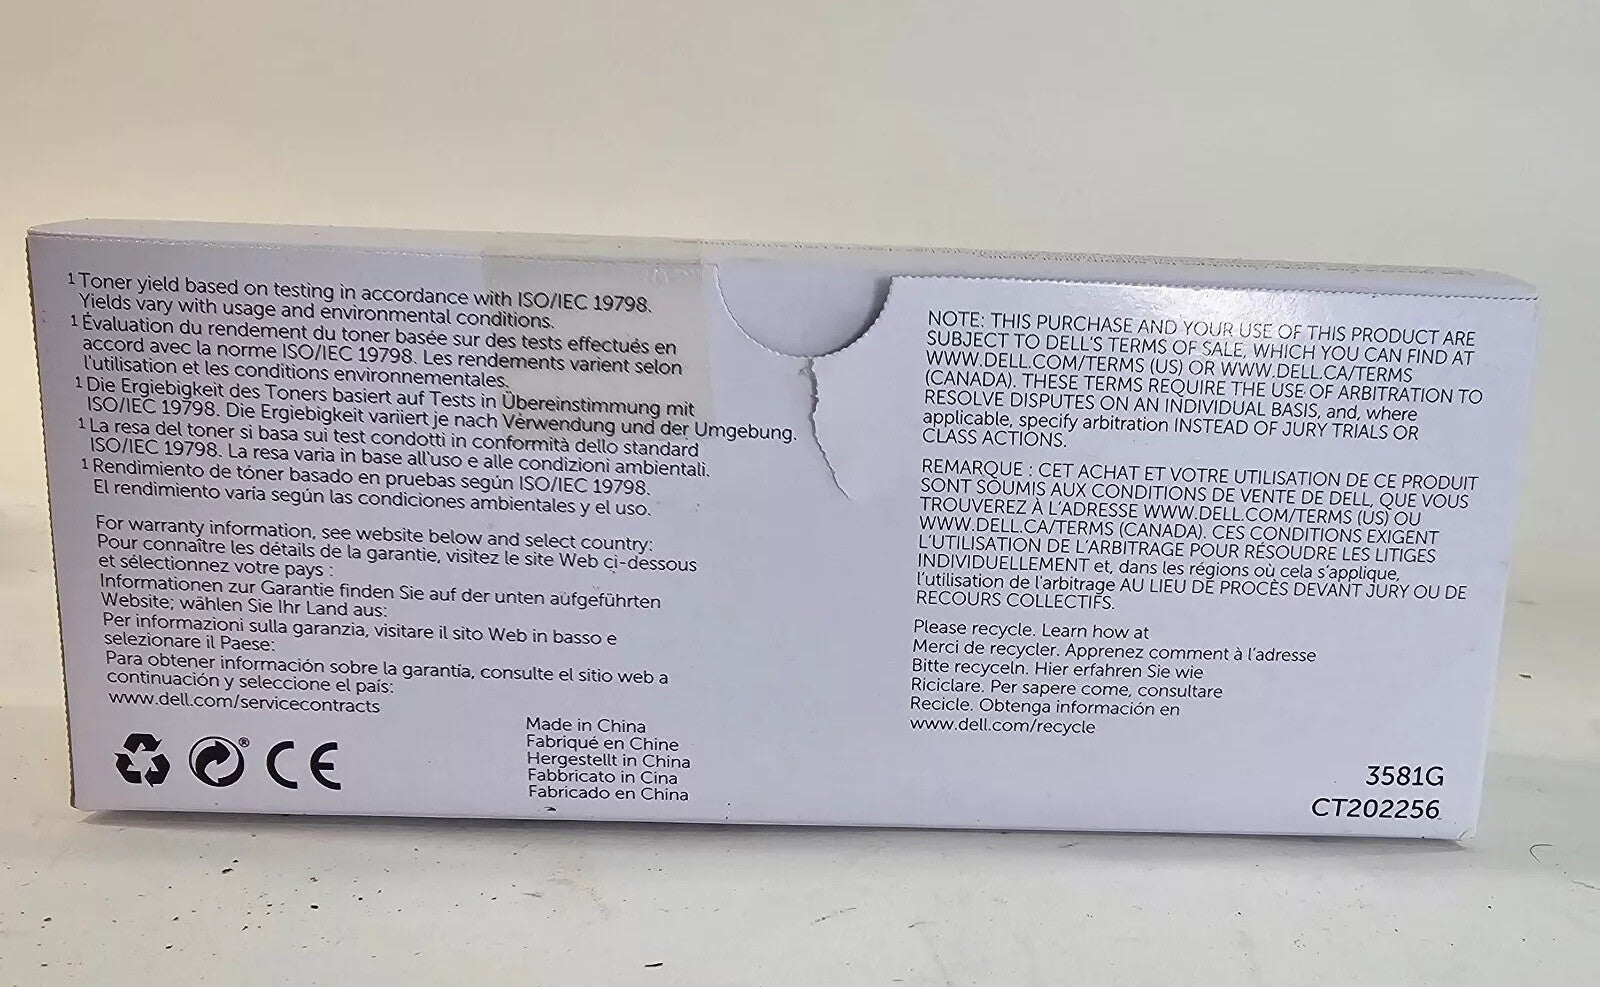 1 Toner yield based on testing in accordance with ISO/IEC 19798.
Yields vary with usage and environmental conditions.
1 Évaluation du rendement du toner basée sur des tests effectués en
accord avec la norme ISO/IEC 19798. Les rendements varient selon
l'utilisation et les conditions environnementales.
1 Die Ergiebigkeit des Toners basiert auf Tests in Übereinstimmung mit
ISO/IEC 19798. Die Ergiebigkeit variiert je nach Verwendung und der Umgebung.
1 La resa del toner si basa sui test condotti in conformità dello standard
ISO/IEC 19798. La resa varia in base all'uso e alle condizioni ambientali.
1 Rendimiento de tóner basado en pruebas según ISO/IEC 19798.
El rendimiento varía según las condiciones ambientales y el uso.
For warranty information, see website below and select country:
Pour connaître les détails de la garantie, visitez le site Web ci-dessous
et sélectionnez votre pays :
Informationen zur Garantie finden Sie auf der unten aufgeführten
Website; wählen Sie Ihr Land aus:
Per informazioni sulla garanzia, visitare il sito Web in basso e
selezionare il Paese:
Para obtener información sobre la garantía, consulte el sitio web a
continuación y seleccione el país:
www.dell.com/servicecontracts
®
CE
Made in China
Fabriqué en Chine
Hergestellt in China
Fabbricato in Cina
Fabricado en China
NOTE: THIS PURCHASE AND YOUR USE OF THIS PRODUCT ARE
SUBJECT TO DELL'S TERMS OF SALE, WHICH YOU CAN FIND AT
WWW.DELL.COM/TERMS (US) OR WWW.DELL.CA/TERMS
(CANADA). THESE TERMS REQUIRE THE USE OF ARBITRATION TO
RESOLVE DISPUTES ON AN INDIVIDUAL BASIS, and, where
applicable, specify arbitration INSTEAD OF JURY TRIALS OR
CLASS ACTIONS.
REMARQUE : CET ACHAT ET VOTRE UTILISATION DE CE PRODUIT
SONT SOUMIS AUX CONDITIONS DE VENTE DE DELL, QUE VOUS
TROUVEREZ À L'ADRESSE WWW.DELL.COM/TERMS (US) OU
WWW.DELL.CA/TERMS (CANADA). CES CONDITIONS EXIGENT
L'UTILISATION DE L'ARBITRAGE POUR RÉSOUDRE LES LITIGES
INDIVIDUELLEMENT et, dans les régions où cela s'applique,
l'utilisation de l'arbitrage AU LIEU DE PROCÈS DEVANT JURY OU DE
RECOURS COLLECTIFS.
Please recycle. Learn how at
Merci de recycler. Apprenez comment à l'adresse
Bitte recyceln. Hier erfahren Sie wie
Riciclare. Per sapere come, consultare
Recicle. Obtenga información en
www.dell.com/recycle
3581G
CT202256